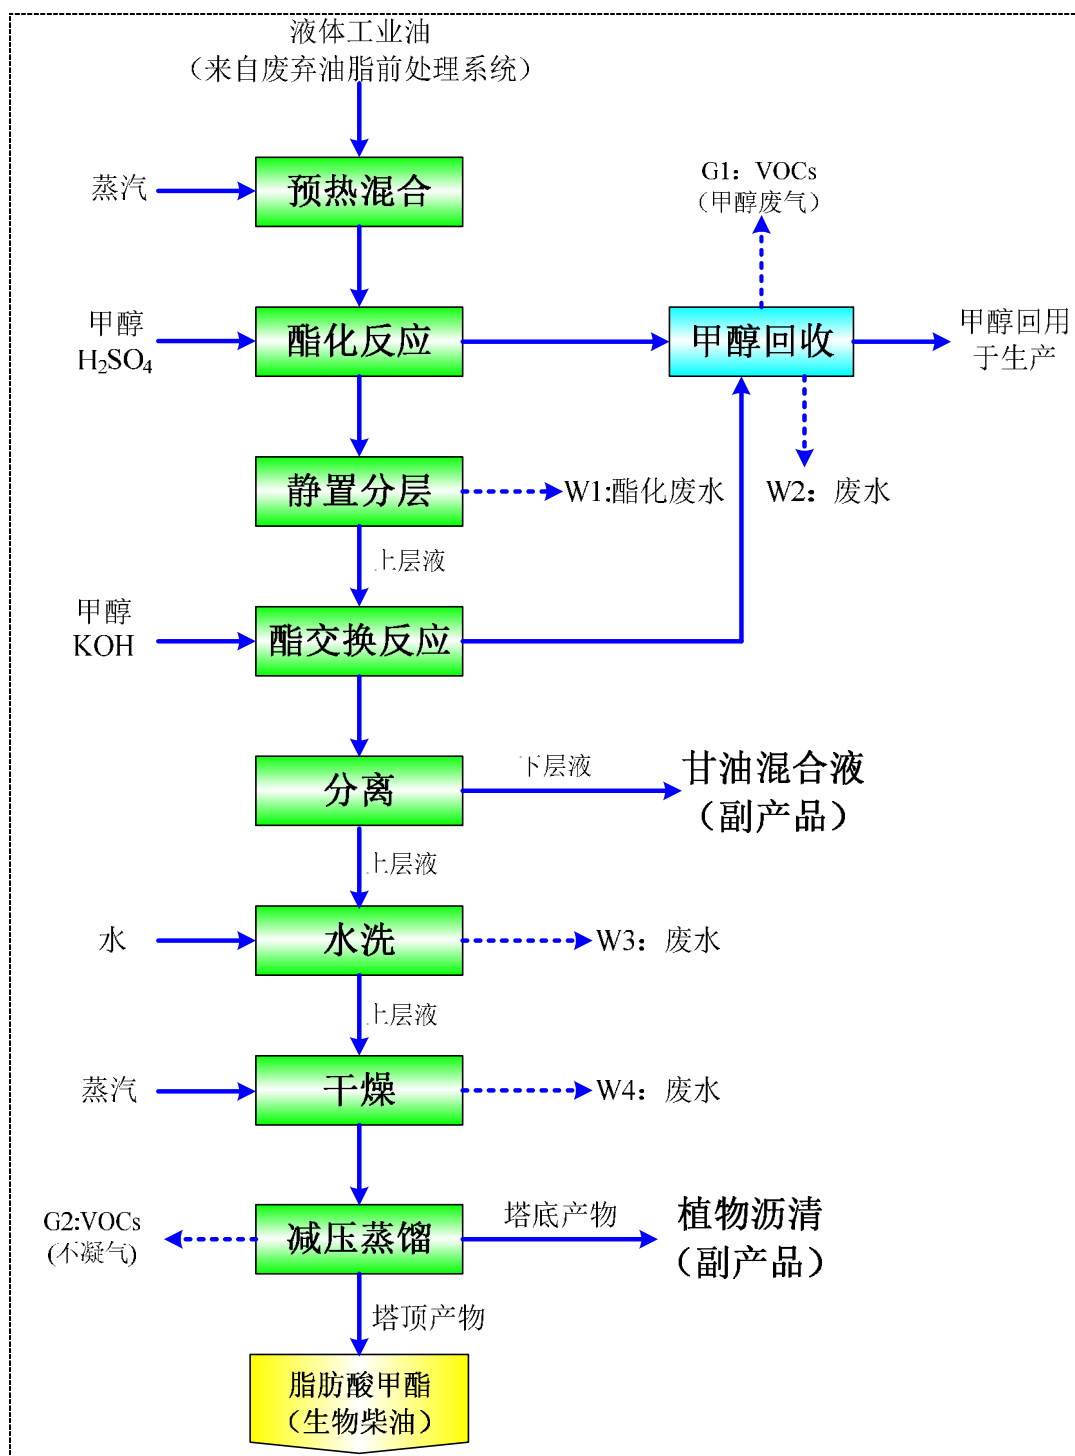 液体工业油
（来自废弃油脂前处理系统）
蒸汽
预热混合
G1：VOCs
（甲醇废气）
甲醇
H₂SO₄
酯化反应
甲醇回收
甲醇回用
于生产
静置分层
W1:酯化废水
W2：废水
上层液
甲醇
KOH
酯交换反应
分离
下层液
甘油混合液
（副产品）
上层液
水
水洗
W3：废水
上层液
蒸汽
干燥
W4：废水
G2:VOCs
(不凝气)
减压蒸馏
塔底产物
植物沥清
（副产品）
塔顶产物
脂肪酸甲酯
（生物柴油）